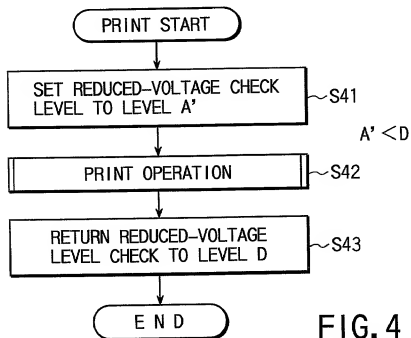 PRINT START
SET REDUCED-VOLTAGE CHECK
LEVEL TO LEVEL A'
S41
A'<D
PRINT OPERATION
S42
RETURN REDUCED-VOLTAGE
LEVEL CHECK TO LEVEL D
S43
END
FIG.4